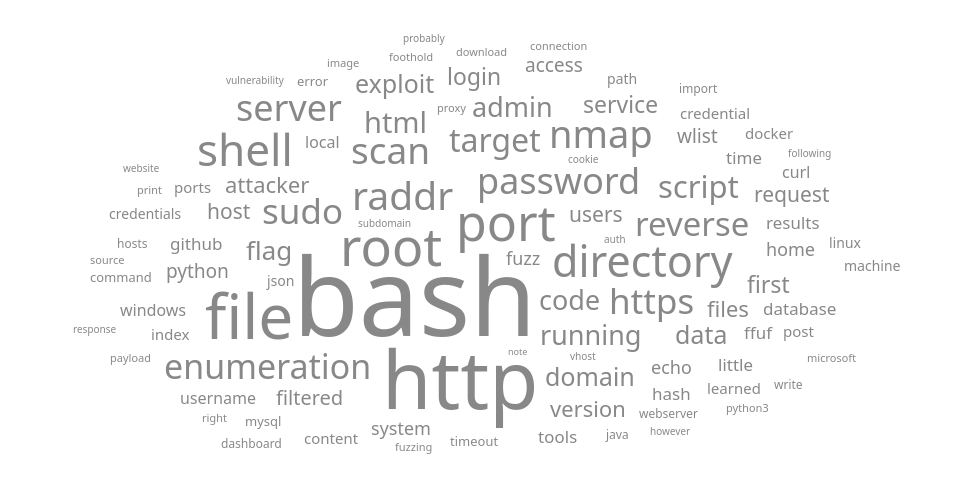 probably
foothold download connection
image access
vulnerability error exploit login path
import
server html proxy admin service credential
shell local scan target nmap wlist docker
website cookie time following
print ports attacker raddr password script request curl
credentials host sudo subdomain port users reverse results
hosts github flag root auth home linux
source fuzz directory machine
command python json bash first
windows file code https files database
response index running data ffuf post
payload enumeration http note vhost domain echo little microsoft
username filtered hash learned write
right mysql version webserver python3
dashboard content system timeout tools java however
fuzzing